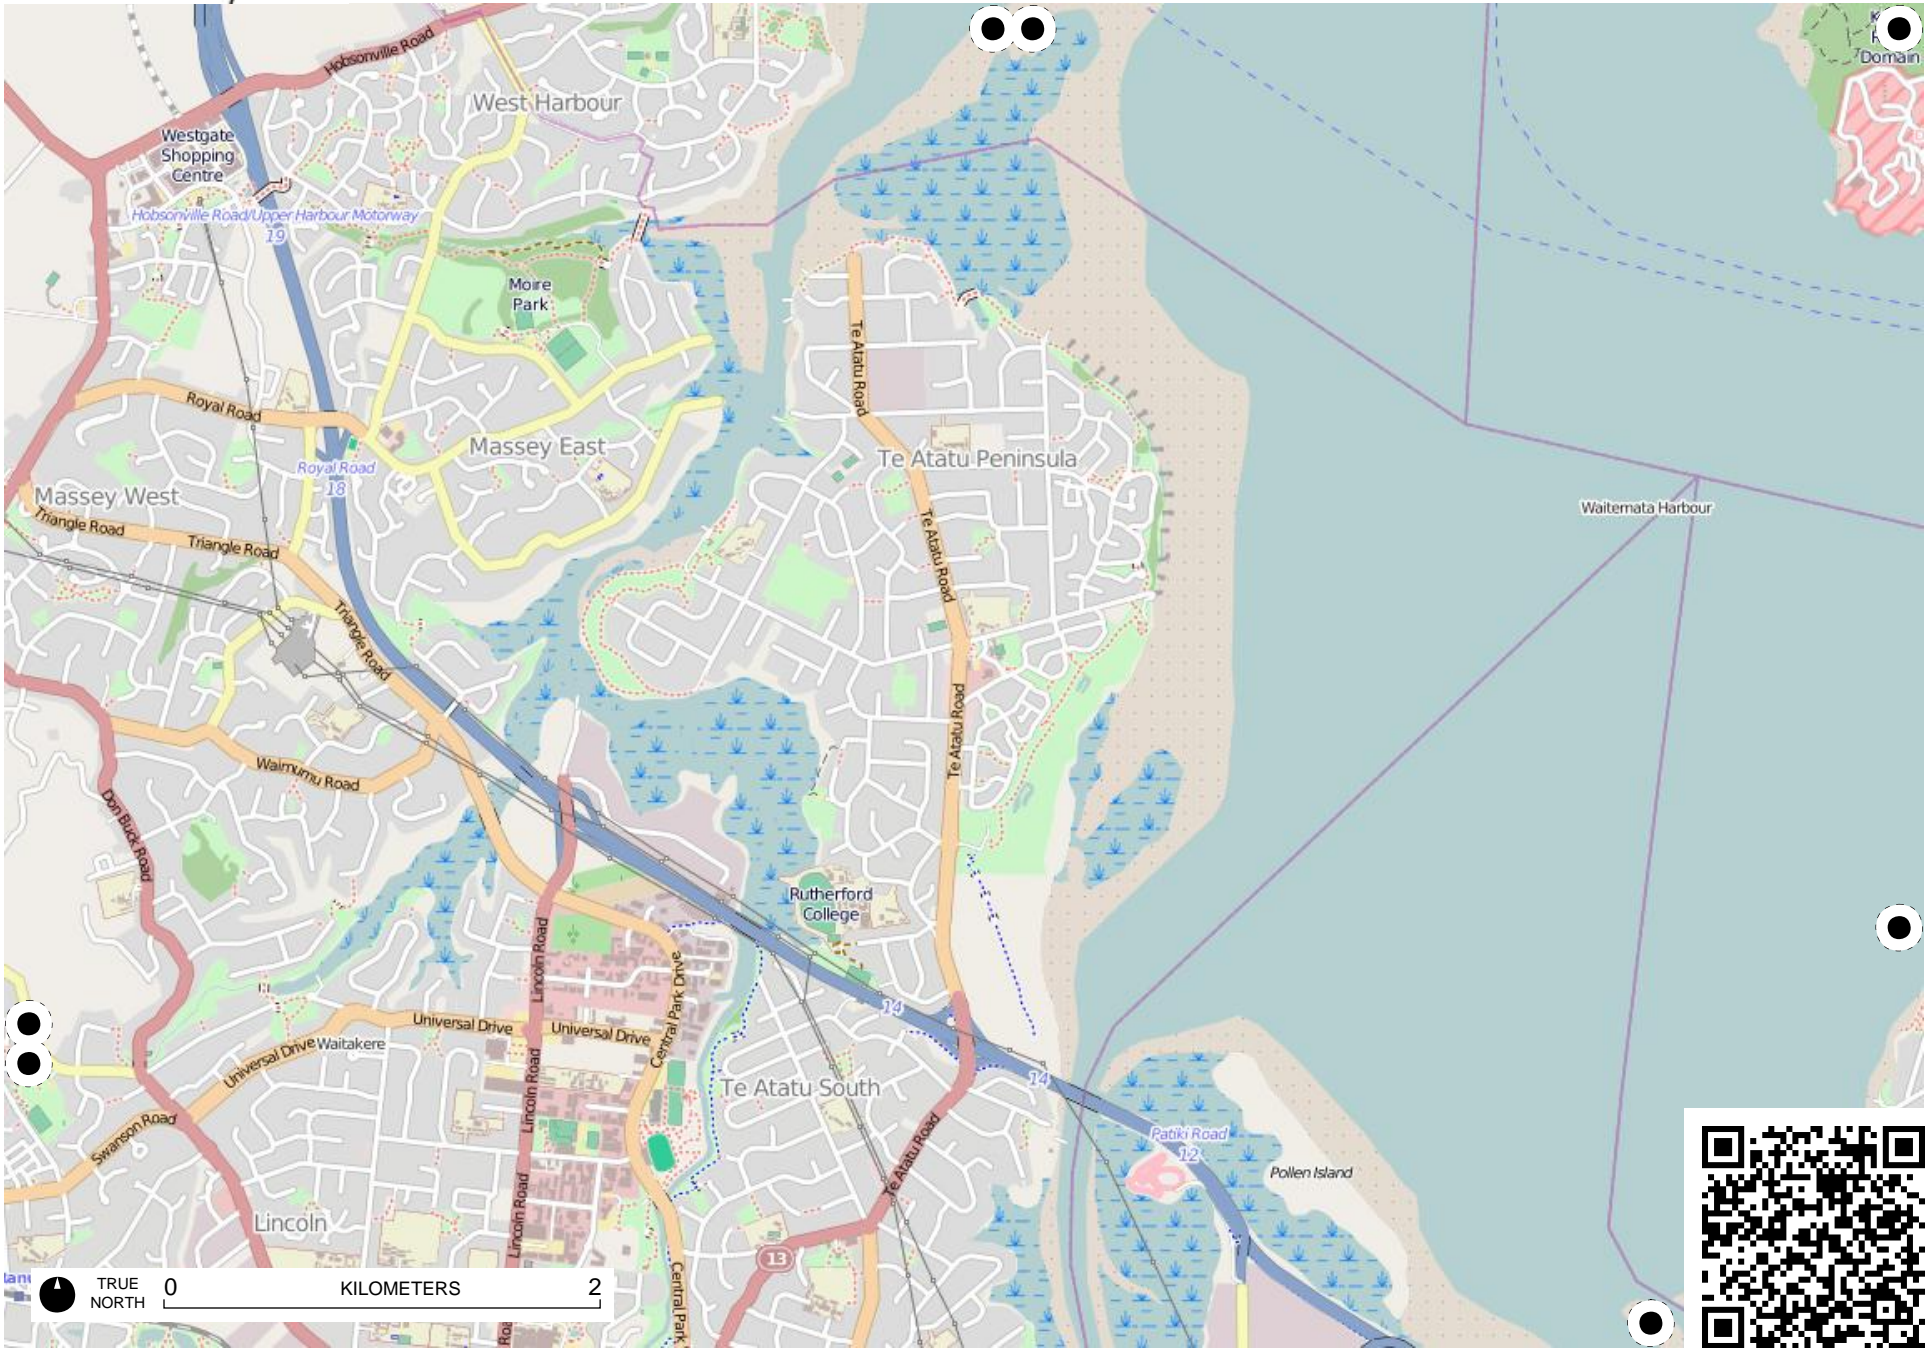 Hobsonville Road
West Harbour
Domain
Westgate
Shopping
Centre
Hobsonville Road/Upper Harbour Motorway
19
Moire
Park
Te Atatu Road
Royal Road
Massey East
Te Atatu Peninsula
Royal Road
18
Massey West
Waitemata Harbour
Triangle Road
Triangle Road
Te Atatu Road
Triangle Road
Te Atatu Road
Waimumu Road
Don Buck Road
Rutherford
College
Lincoln Road
Central Park Drive
14
Universal Drive
Universal Drive
Waitakere
Universal Drive
Te Atatu South
14
Lincoln Road
Swanson Road
Te Atatu Road
Patiki Road
12
Pollen Island
Lincoln
Lincoln Road
13
Central Park
TRUE
NORTH
0
KILOMETERS
2